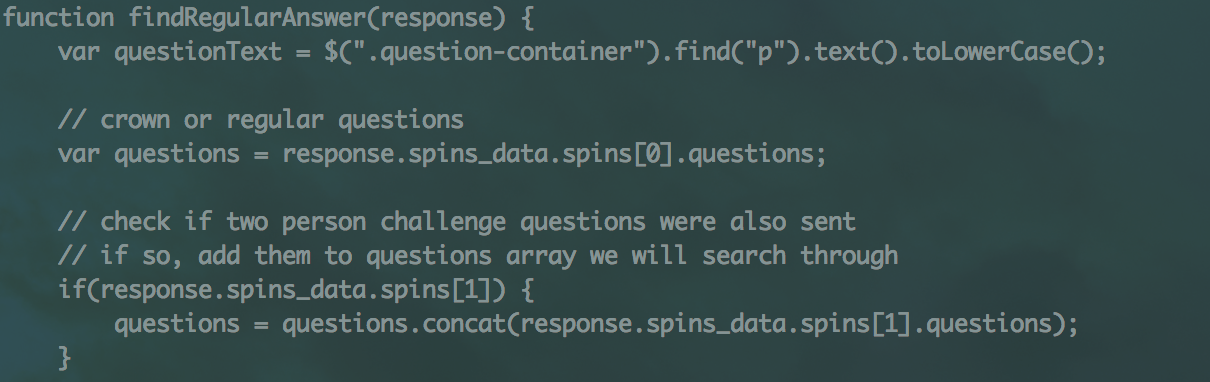 function findRegularAnswer(response) {
    var questionText = $(".question-container").find("p").text().toLowerCase();
    // crown or regular questions
    var questions = response.spins_data.spins[0].questions;
    // check if two person challenge questions were also sent
    // if so, add them to questions array we will search through
    if(response.spins_data.spins[1]) {
        questions = questions.concat(response.spins_data.spins[1].questions);
    }